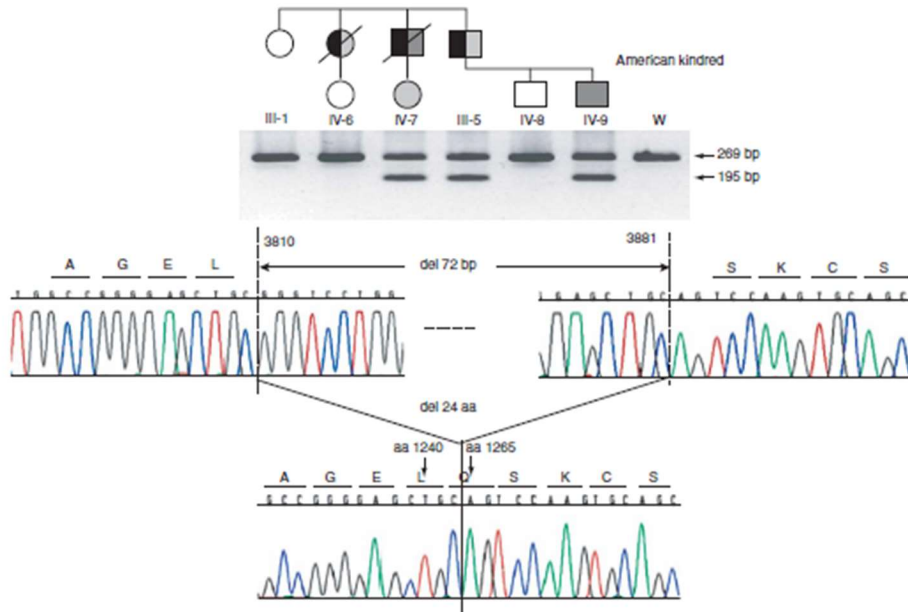 American kindred
III-1 IV-6 IV-7 III-5 IV-8 IV-9 W
269 bp
195 bp
3810 3881
A G E L del 72 bp S K C S
T G G C C G G G G G A G C T G C G G G T C C T G G
T G A G C T G C A G T C C A A G T G C A G C
del 24 aa
aa 1240 aa 1265
A G E L Q S K C S
G C C G G G G A G C T G C A G T C C A A G T G C A G C